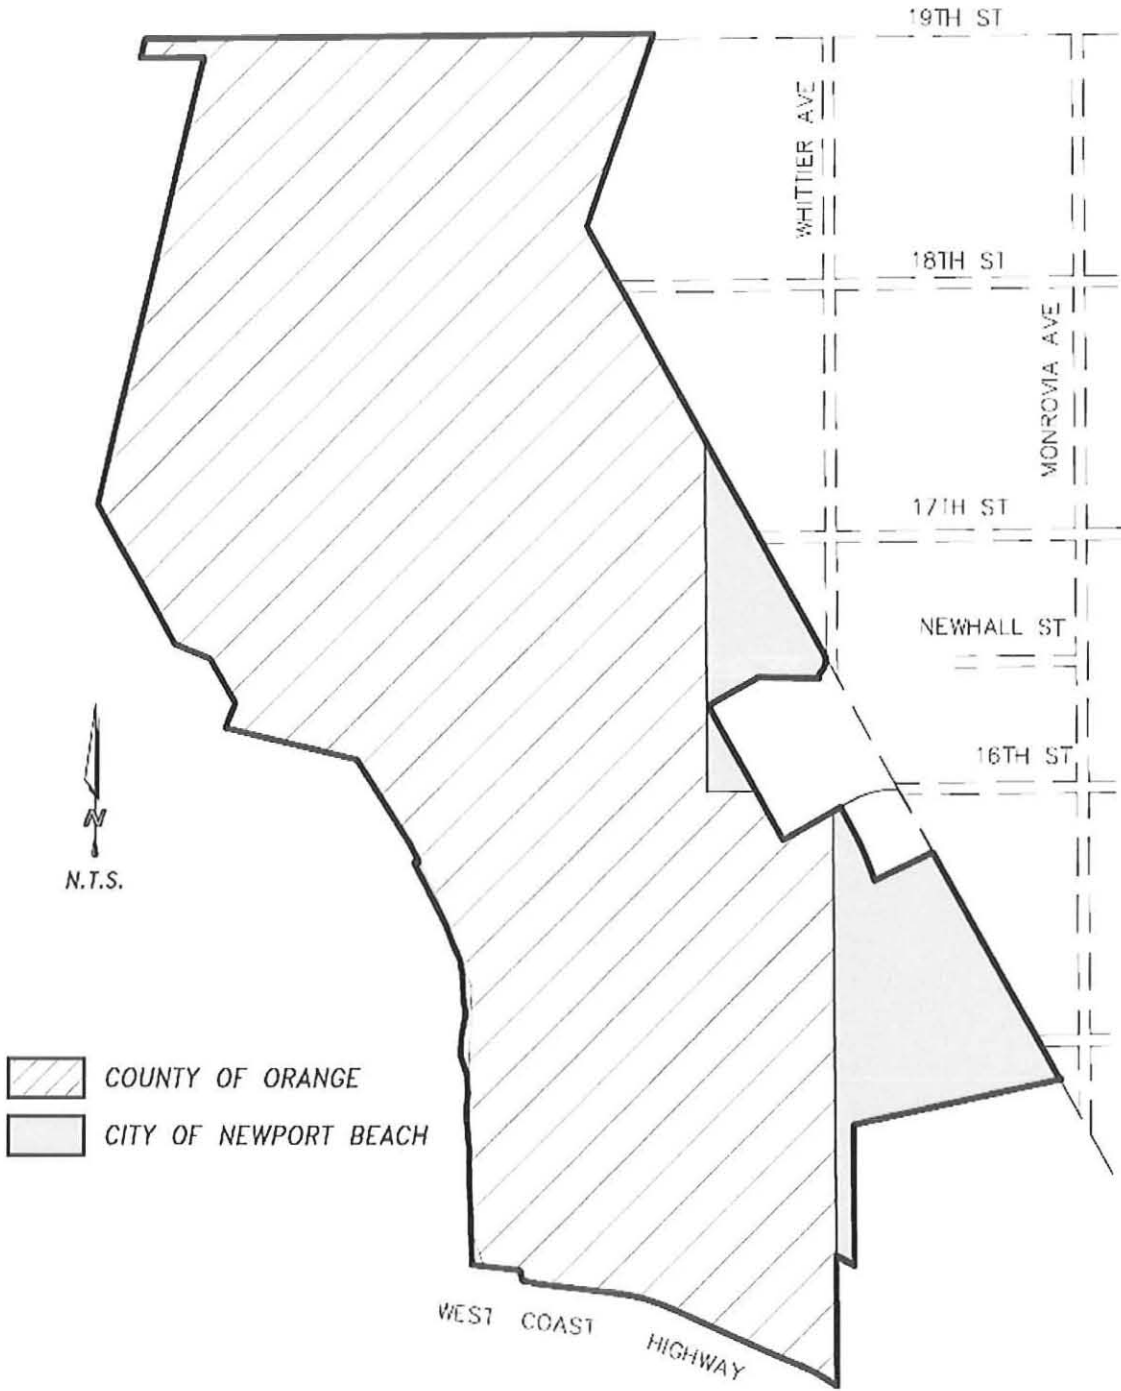 19TH ST
WHITTIER AVE
18TH ST
MONROVIA AVE
17TH ST
NEWHALL ST
16TH ST
N
N.T.S.
COUNTY OF ORANGE
CITY OF NEWPORT BEACH
WEST COAST HIGHWAY